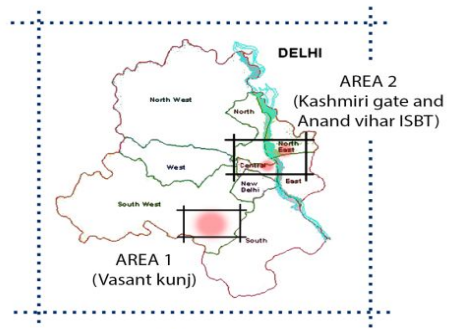 DELHI
AREA 2
(Kashmiri gate and
Anand vihar ISBT)
North West
North
North
East
Central
West
East
New
Delhi
South West
South
AREA 1
(Vasant kunj)